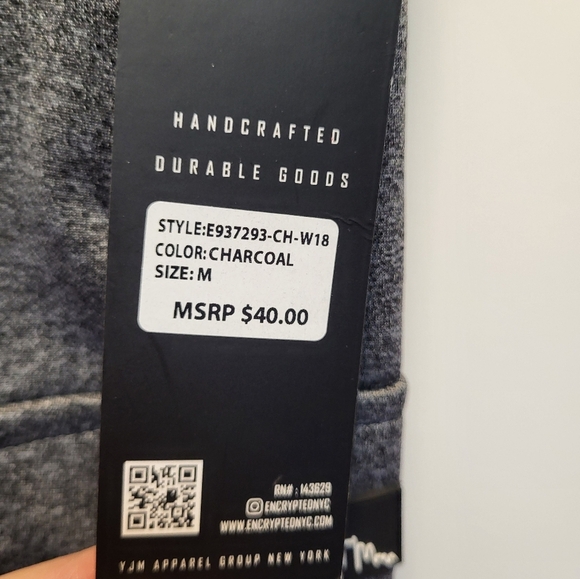 HANDCRAFTED
DURABLE GOODS
STYLE:E937293-CH-W18
COLOR:CHARCOAL
SIZE: M
MSRP $40.00
RN# : 143629
ENCRYPTEDNYC
WWW.ENCRYPTEDNYC.COM
YJM APPAREL GROUP NEW YORK